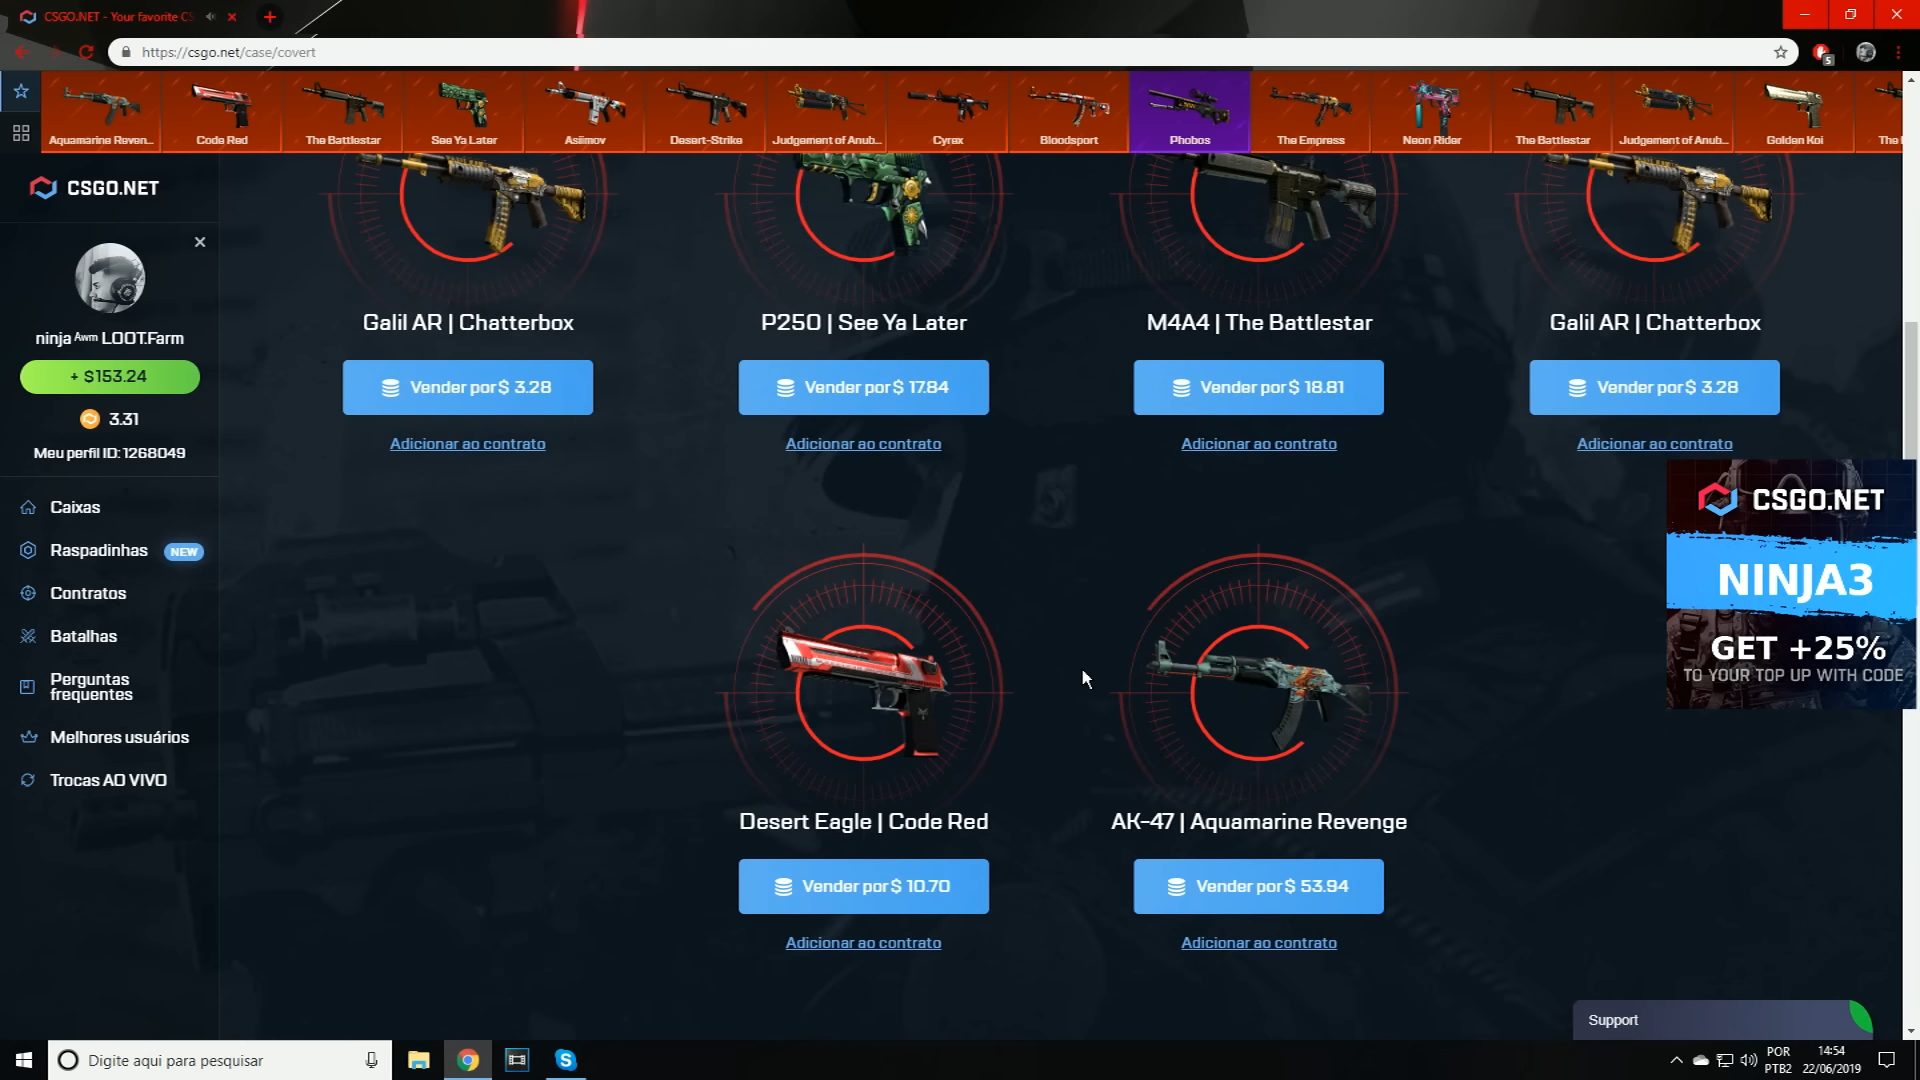 CSGO.NET - Your favorite CS
https://csgo.net/case/covert
5
Aquamarine Reven...
Code Red
The Battlestar
See Ya Later
Asiimov
Desert-Strike
Judgement of Anub...
Cyrex
Bloodsport
Phobos
The Empress
Neon Rider
The Battlestar
Judgement of Anub...
Golden Koi
The
CSGO.NET
ninja ᴬʷᵐ LOOT.Farm
+ $153.24
3.31
Meu perfil ID: 1268049
Caixas
Raspadinhas NEW
Contratos
Batalhas
Perguntas
frequentes
Melhores usuários
Trocas AO VIVO
Galil AR | Chatterbox
P250 | See Ya Later
M4A4 | The Battlestar
Galil AR | Chatterbox
Vender por $ 3.28
Vender por $ 17.84
Vender por $ 18.81
Vender por $ 3.28
Adicionar ao contrato
Adicionar ao contrato
Adicionar ao contrato
Adicionar ao contrato
Desert Eagle | Code Red
AK-47 | Aquamarine Revenge
Vender por $ 10.70
Vender por $ 53.94
Adicionar ao contrato
Adicionar ao contrato
CSGO.NET
NINJA3
GET +25%
TO YOUR TOP UP WITH CODE
Support
Digite aqui para pesquisar
POR
PTB2
14:54
22/06/2019